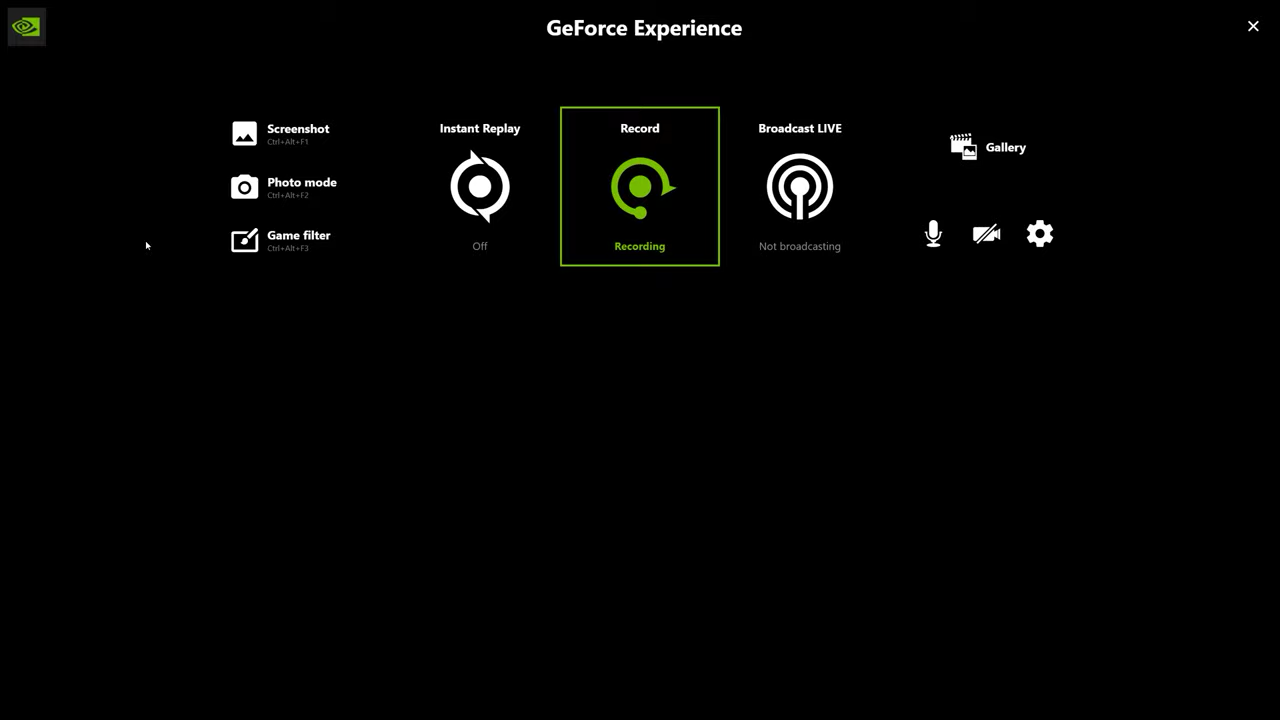 GeForce Experience
Screenshot
Ctrl+Alt+F1
Photo mode
Ctrl+Alt+F2
Game filter
Ctrl+Alt+F3
Instant Replay
Off
Record
Recording
Broadcast LIVE
Not broadcasting
Gallery